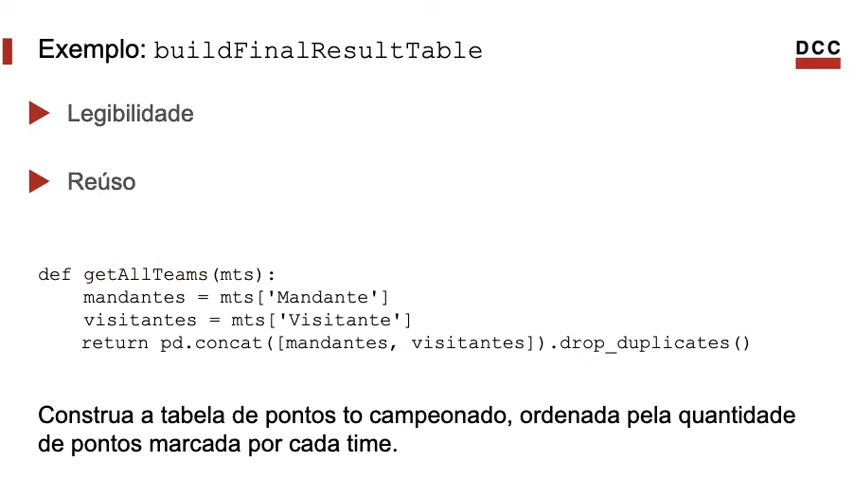 Exemplo: buildFinalResultTable
DCC
Legibilidade
Reúso
def getAllTeams(mts):
    mandantes = mts['Mandante']
    visitantes = mts['Visitante']
    return pd.concat([mandantes, visitantes]).drop_duplicates()
Construa a tabela de pontos to campeonado, ordenada pela quantidade
de pontos marcada por cada time.